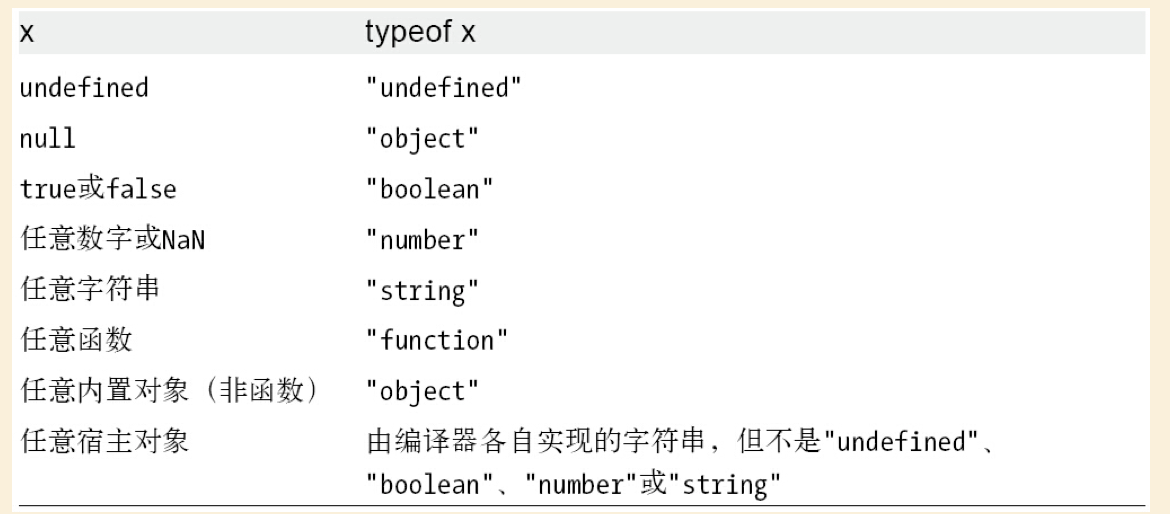 x typeof x
undefined "undefined"
null "object"
true或false "boolean"
任意数字或NaN "number"
任意字符串 "string"
任意函数 "function"
任意内置对象（非函数） "object"
任意宿主对象 由编译器各自实现的字符串，但不是"undefined"、
"boolean"、"number"或"string"